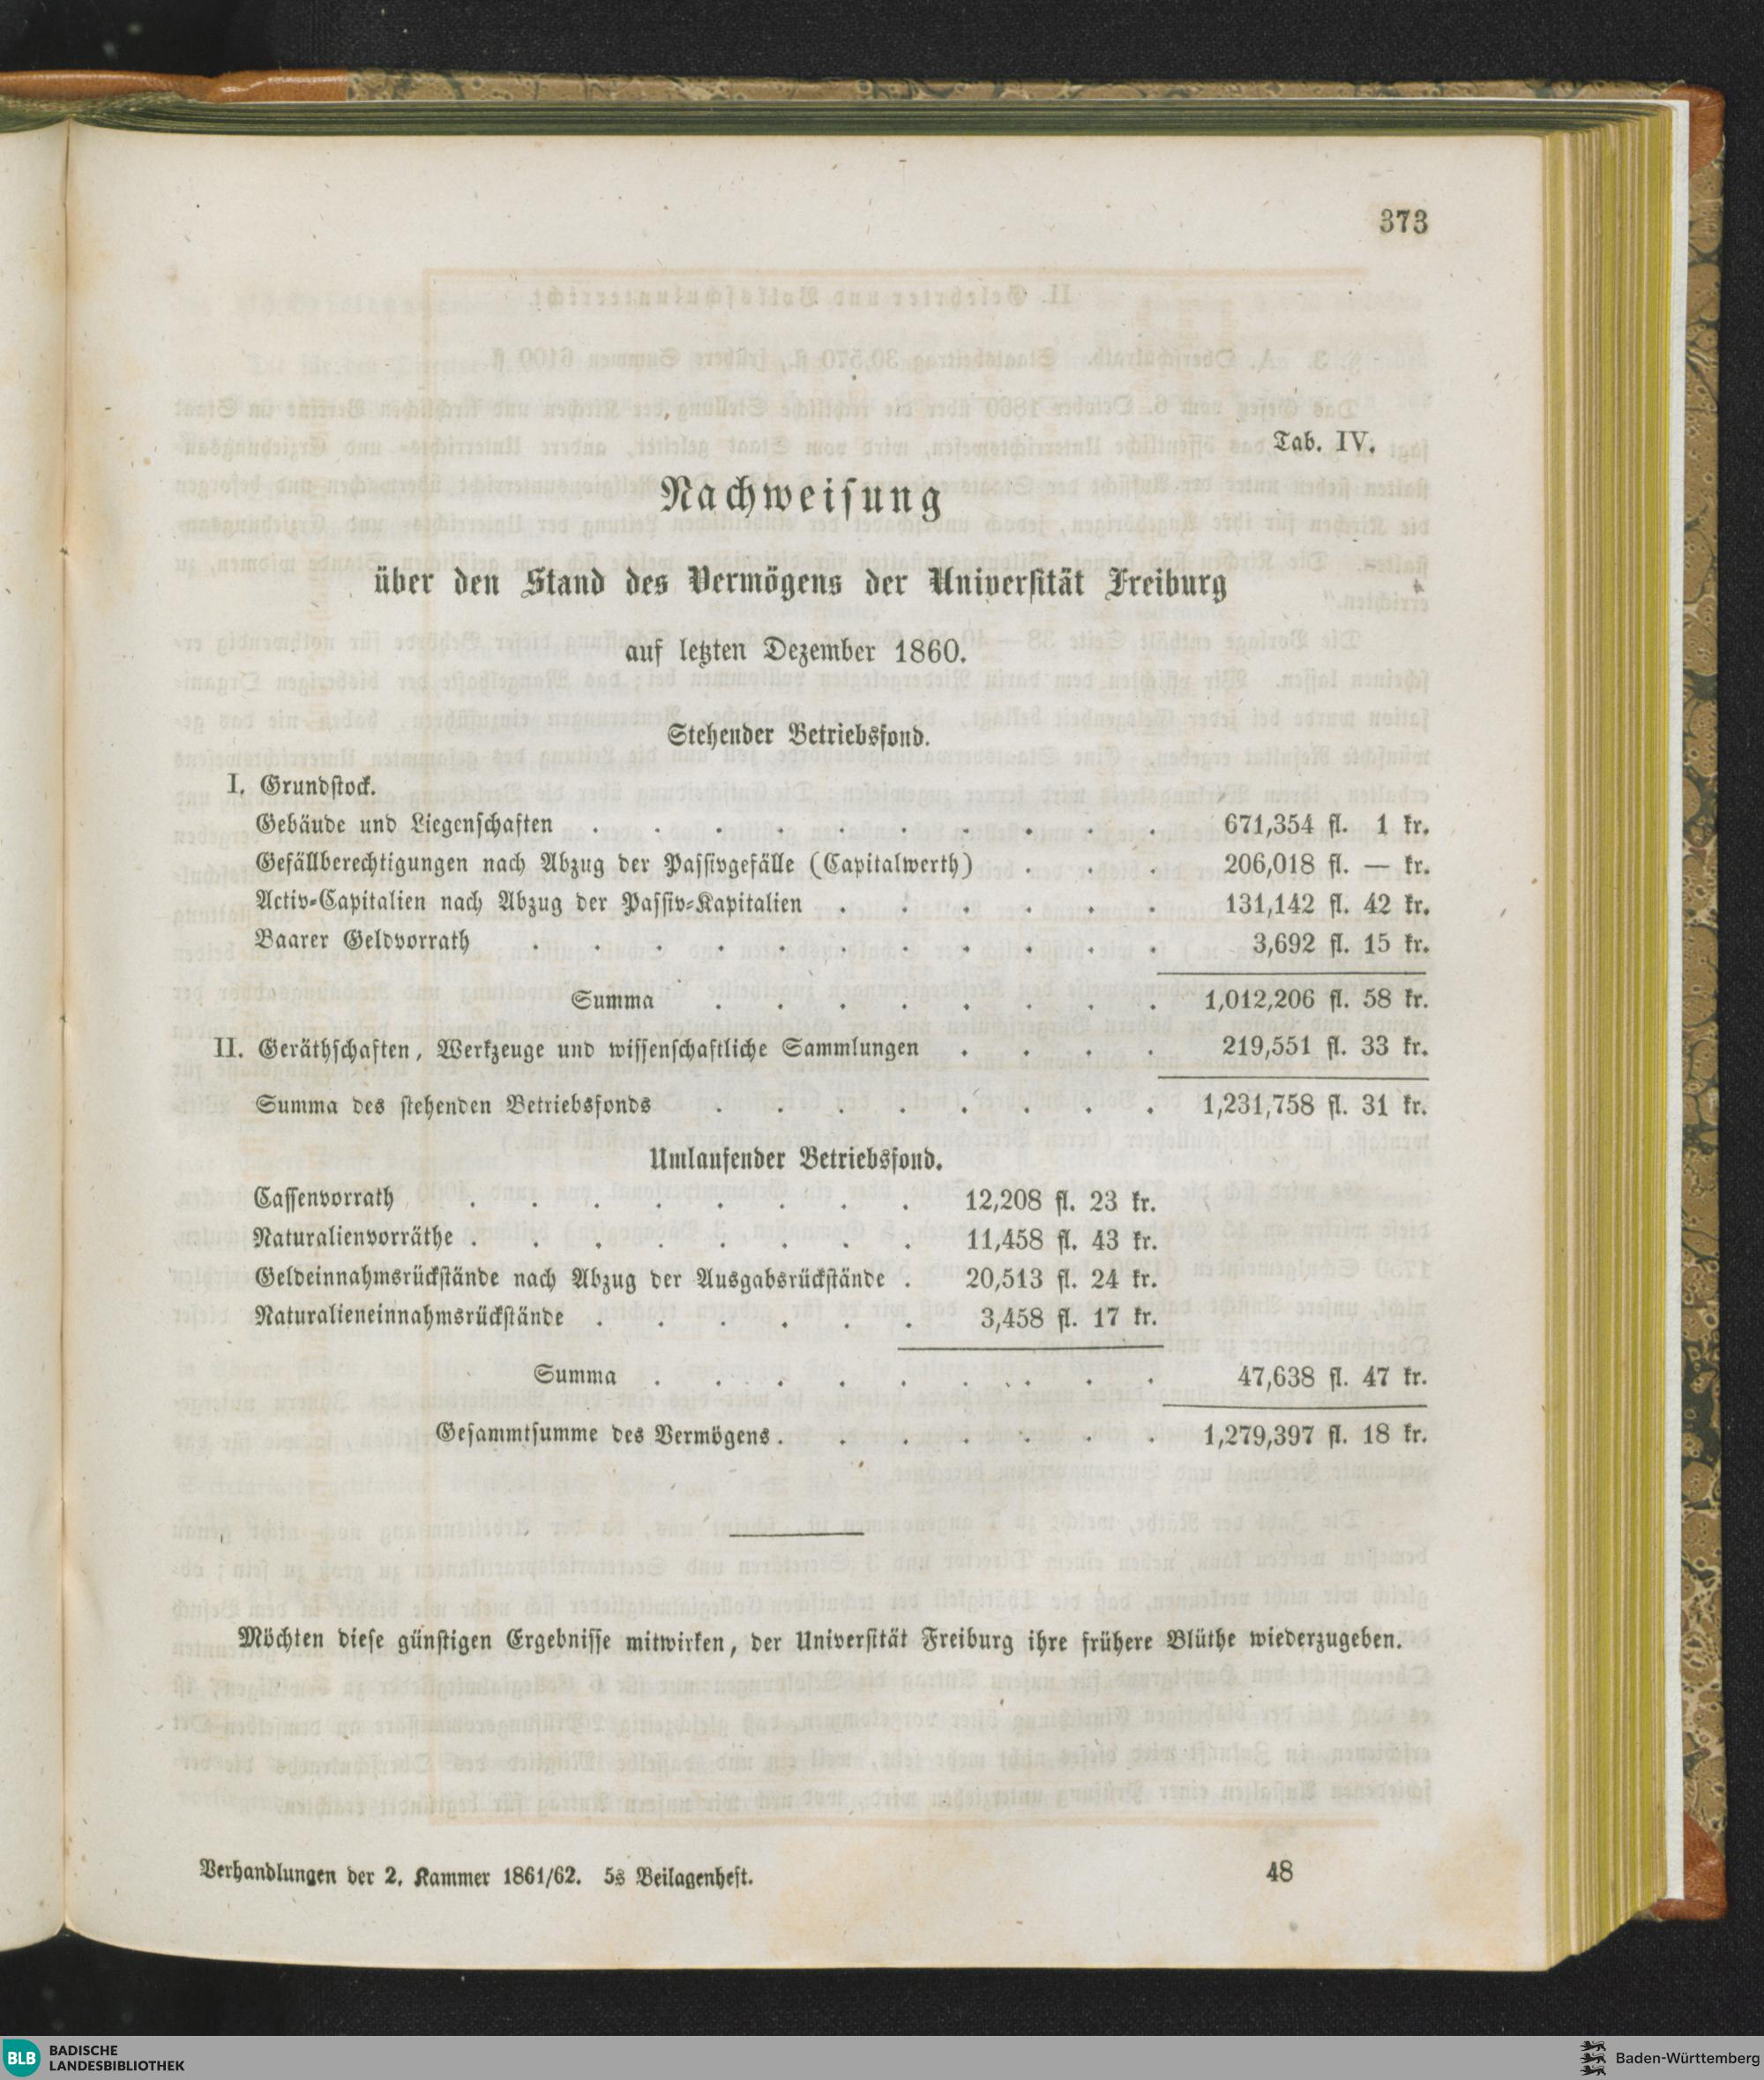 373
Tab. IV.
Nachweisung
über den Stand des Vermögens der Universität Freiburg
auf letzten Dezember 1860.
Stehender Betriebsfond.
I. Grundstock.
Gebäude und Liegenschaften . . . . . . . . . . 671,354 fl. 1 kr.
Gefällberechtigungen nach Abzug der Passivgefälle (Capitalwerth) . . . 206,018 fl. — kr.
Activ-Capitalien nach Abzug der Passiv-Kapitalien . . . . . . 131,142 fl. 42 kr.
Baarer Geldvorrath . . . . . . . . . . . 3,692 fl. 15 kr.
Summa . . . . . . . . 1,012,206 fl. 58 kr.
II. Geräthschaften, Werkzeuge und wissenschaftliche Sammlungen . . . . 219,551 fl. 33 kr.
Summa des stehenden Betriebsfonds . . . . . . . . 1,231,758 fl. 31 kr.
Umlaufender Betriebsfond.
Cassenvorrath . . . . . . . . 12,208 fl. 23 kr.
Naturalienvorräthe . . . . . . . . 11,458 fl. 43 kr.
Geldeinnahmsrückstände nach Abzug der Ausgabsrückstände . 20,513 fl. 24 kr.
Naturalieneinnahmsrückstände . . . . . . 3,458 fl. 17 kr.
Summa . . . . . . . . . 47,638 fl. 47 kr.
Gesammtsumme des Vermögens . . . . . . . 1,279,397 fl. 18 kr.
Möchten diese günstigen Ergebnisse mitwirken, der Universität Freiburg ihre frühere Blüthe wiederzugeben.
Verhandlungen der 2. Kammer 1861/62. 5s Beilagenheft. 48
BLB BADISCHE
LANDESBIBLIOTHEK
Baden-Württemberg